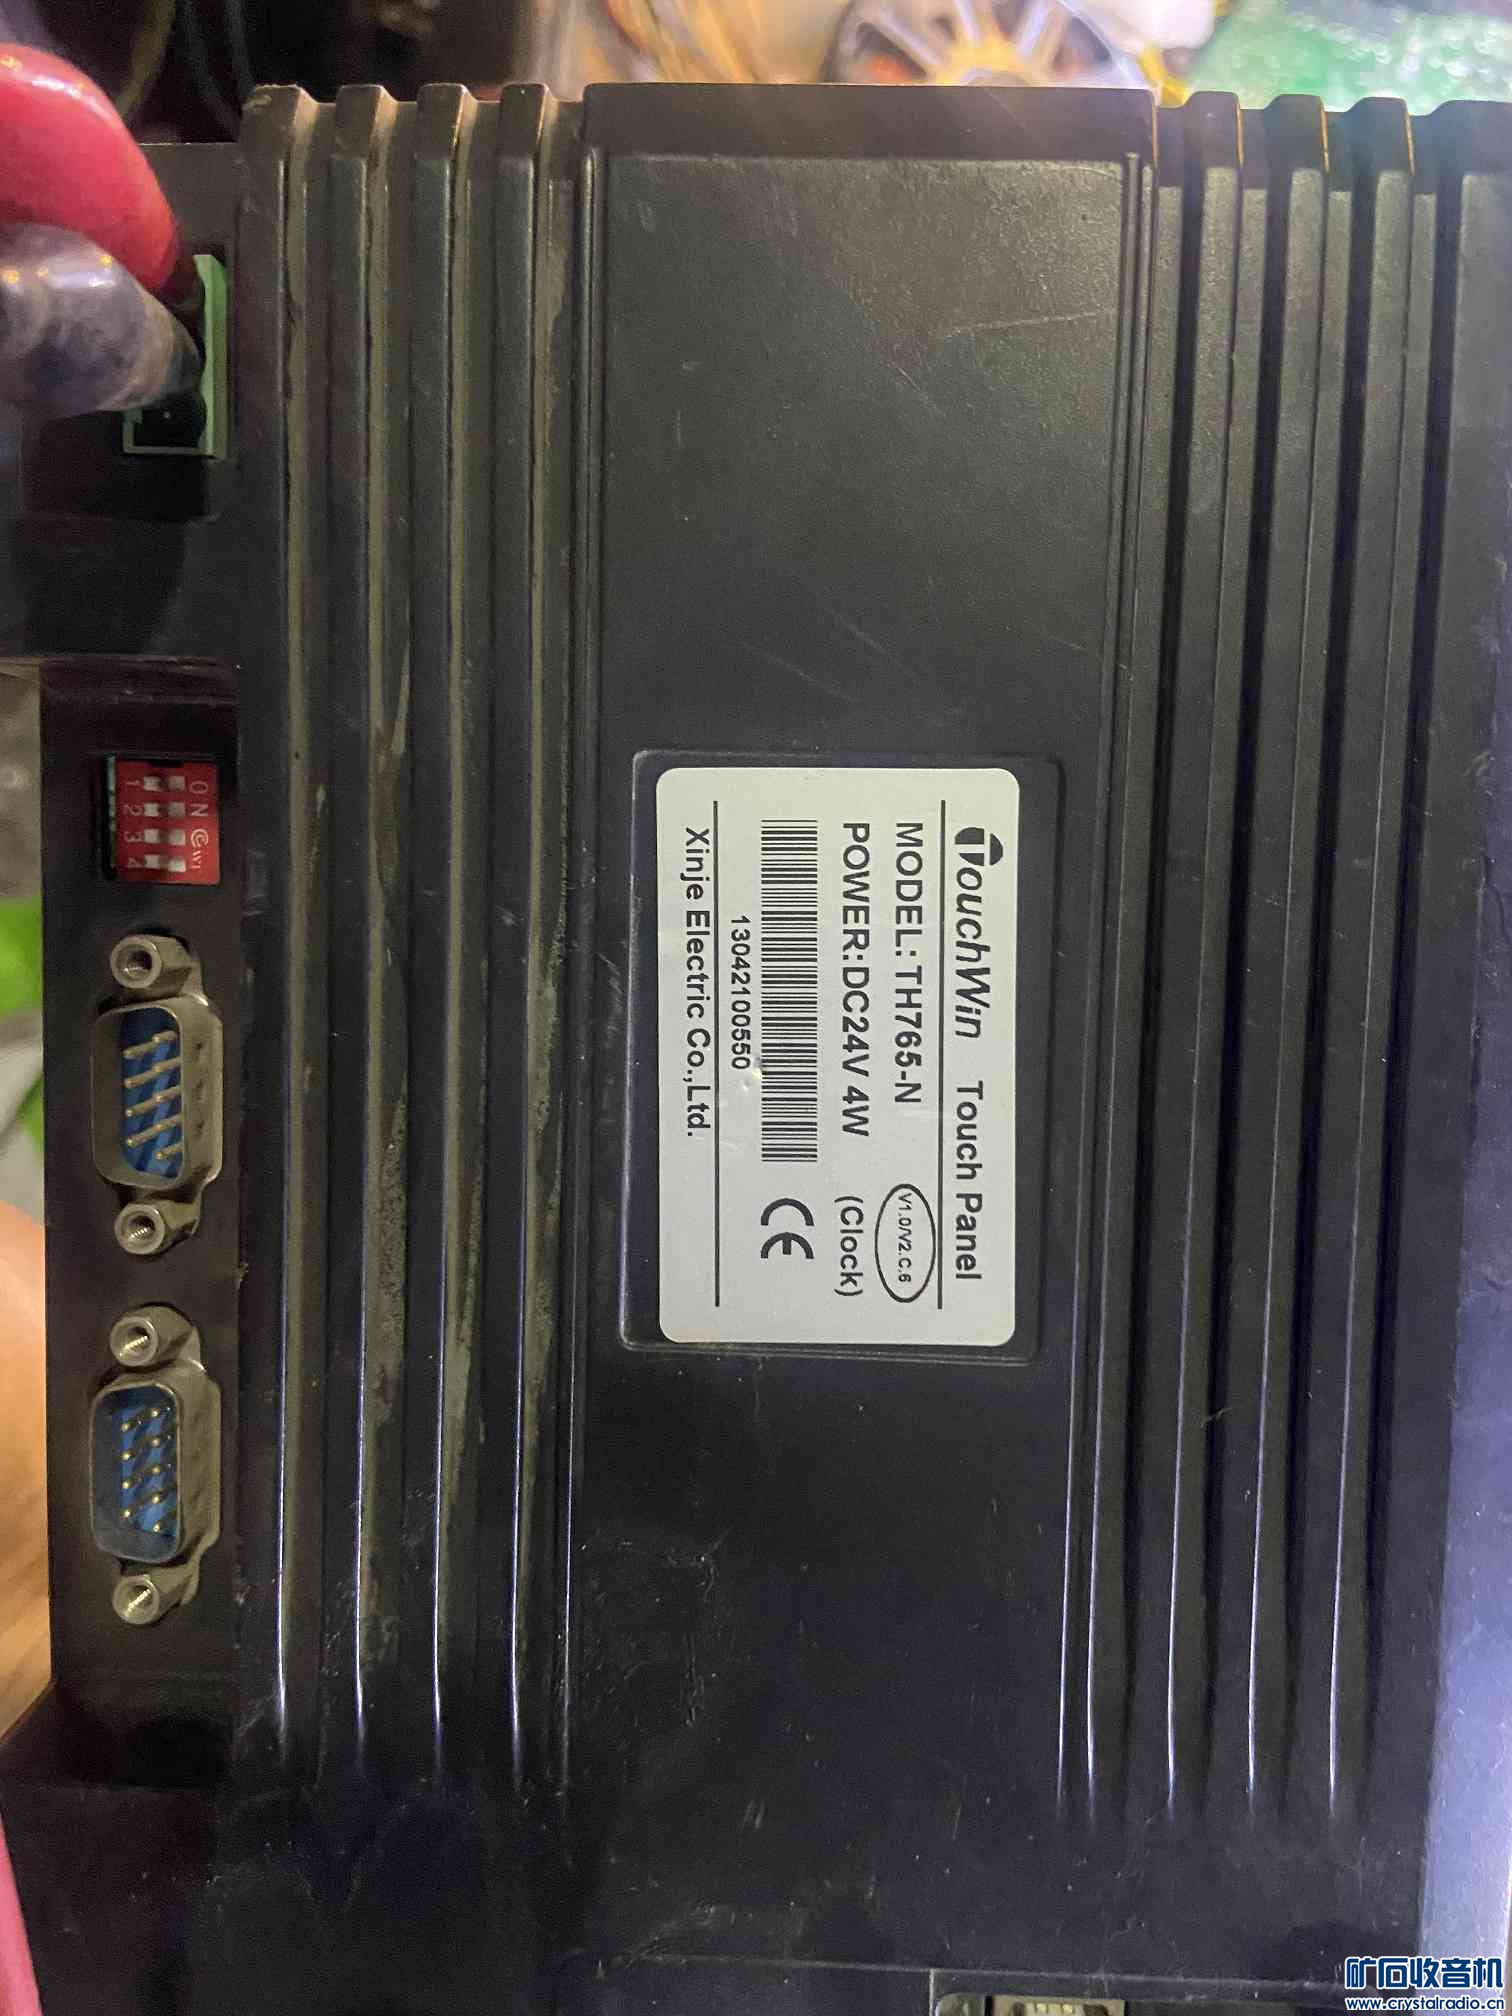 TouchWin Touch Panel
MODEL:TH765-N
V1.0/V2.C.6
POWER:DC24V 4W (Clock)
13042100550
CE
Xinje Electric Co.,Ltd.
ON
1 2 3 4
矿石收音机
www.crystalradio.cn